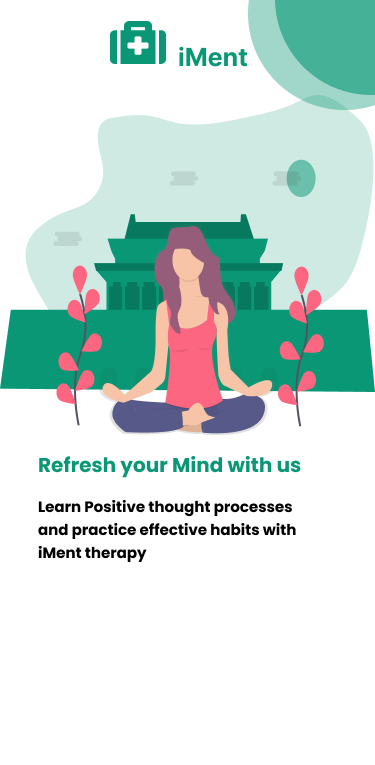 iMent
Refresh your Mind with us
Learn Positive thought processes
and practice effective habits with
iMent therapy